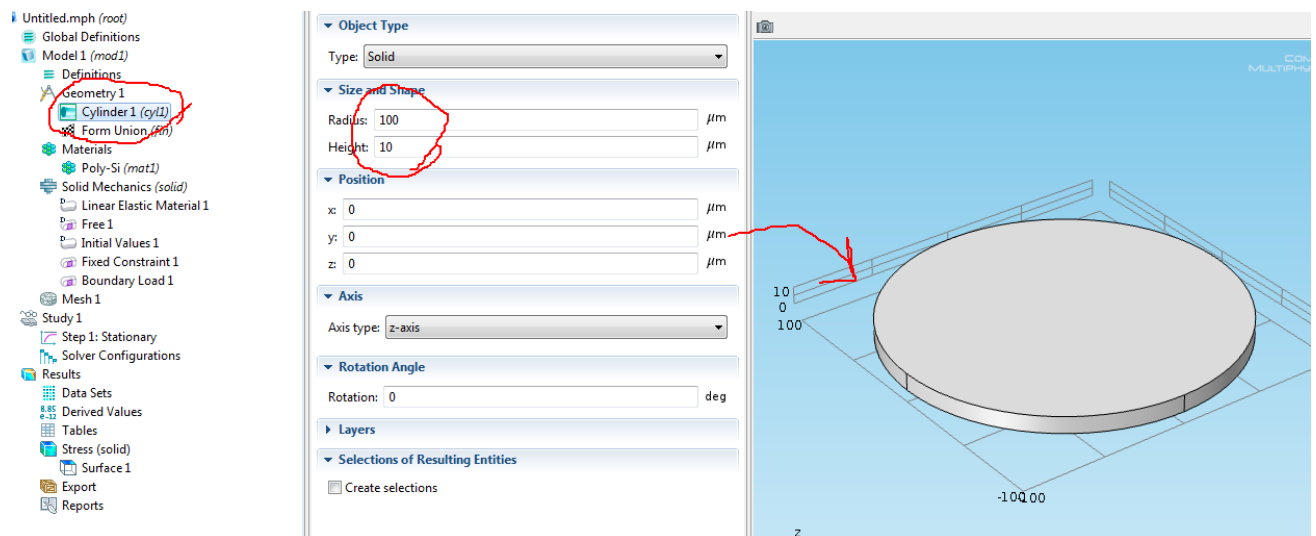 Untitled.mph (root)
Global Definitions
Model 1 (mod1)
Definitions
Geometry 1
Cylinder 1 (cyl1)
Form Union (fin)
Materials
Poly-Si (mat1)
Solid Mechanics (solid)
Linear Elastic Material 1
Free 1
Initial Values 1
Fixed Constraint 1
Boundary Load 1
Mesh 1
Study 1
Step 1: Stationary
Solver Configurations
Results
Data Sets
8.85
e-12
Derived Values
Tables
Stress (solid)
Surface 1
Export
Reports
Object Type
Type: Solid
Size and Shape
Radius: 100 μm
Height: 10 μm
Position
x: 0 μm
y: 0 μm
z: 0 μm
Axis
Axis type: z-axis
Rotation Angle
Rotation: 0 deg
Layers
Selections of Resulting Entities
Create selections
COM
MULTIPHY
10
0
100
-100
100
z